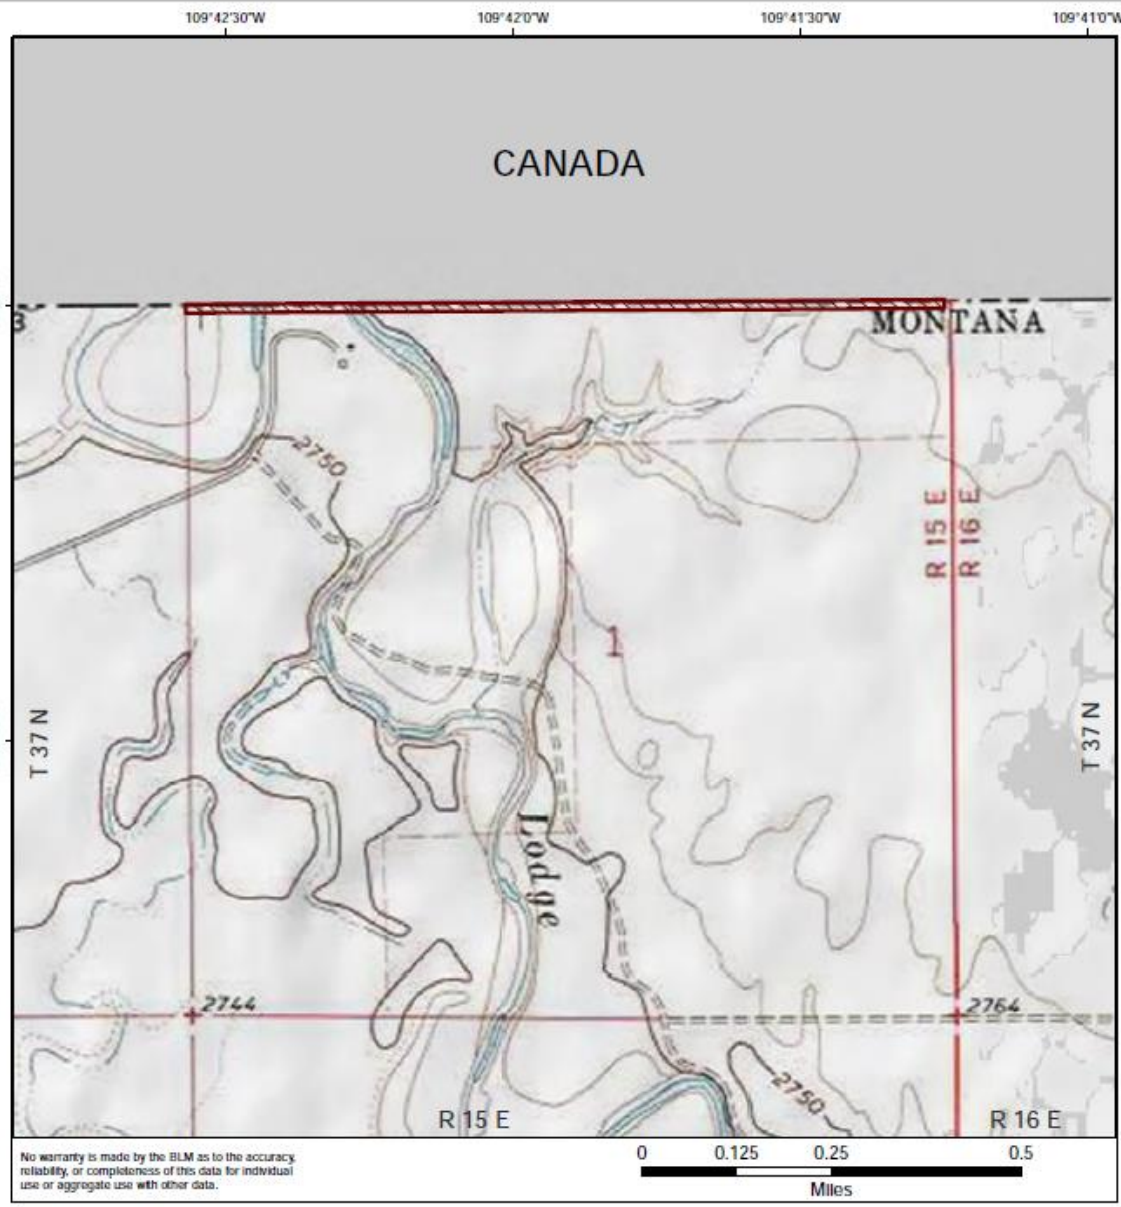 109°42'30"W
109°42'0"W
109°41'30"W
109°41'0"W
CANADA
MONTANA
2750
R 15 E
R 16 E
1
T 37 N
T 37 N
Lodge
2744
2764
2750
R 15 E
R 16 E
No warranty is made by the BLM as to the accuracy,
reliability, or completeness of this data for individual
use or aggregate use with other data.
0
0.125
0.25
0.5
Miles